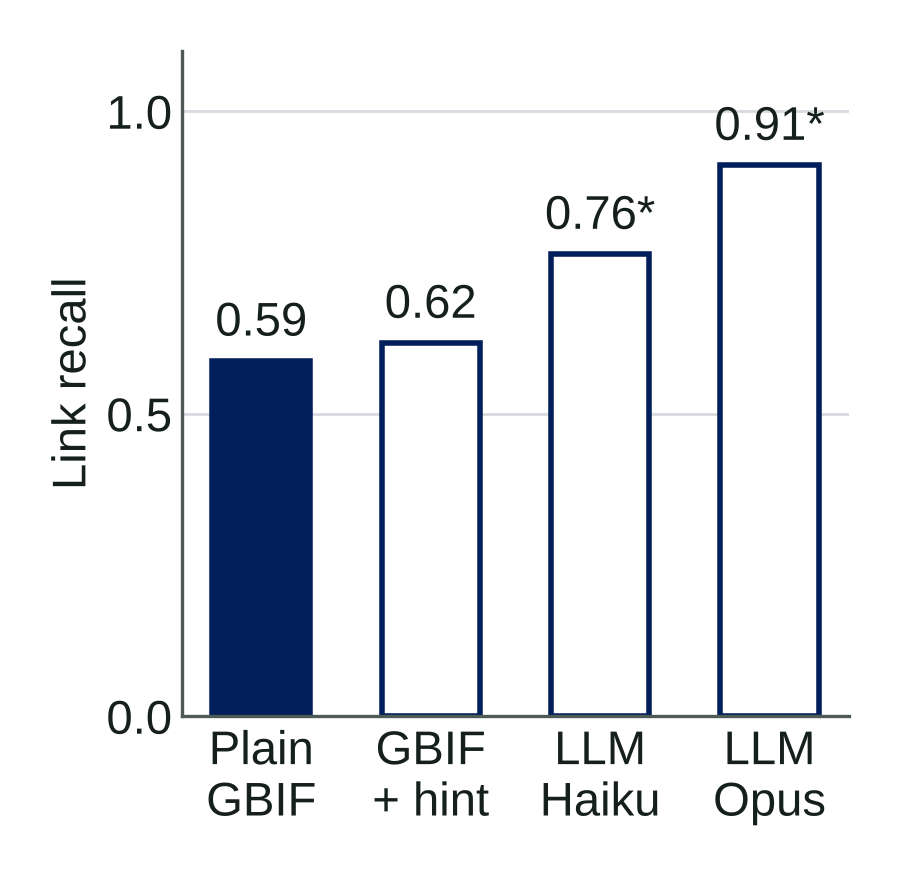 Link recall
1.0
0.5
0.0
0.59
0.62
0.76*
0.91*
Plain
GBIF
GBIF
+ hint
LLM
Haiku
LLM
Opus